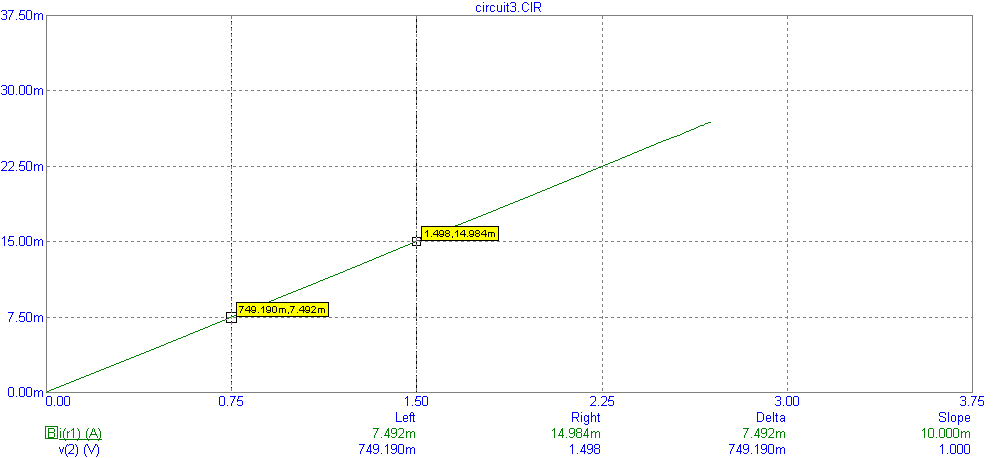 circuit3.CIR
37.50m
30.00m
22.50m
15.00m
7.50m
0.00m
1.498,14.984m
749.190m,7.492m
0.00 0.75 1.50 2.25 3.00 3.75
Left Right Delta Slope
B i(r1) (A) 7.492m 14.984m 7.492m 10.000m
v(2) (V) 749.190m 1.498 749.190m 1.000